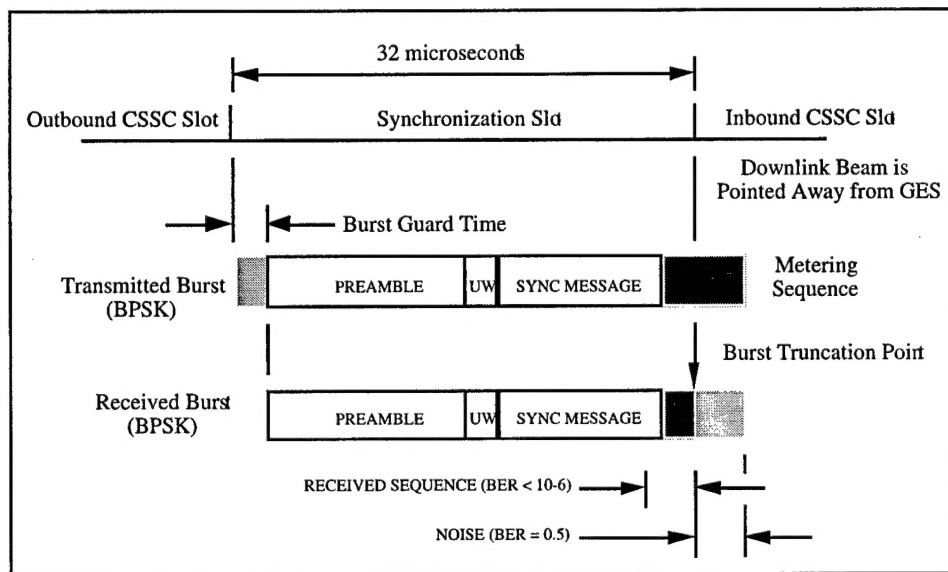 32 microseconds
Outbound CSSC Slot
Synchronization Slot
Inbound CSSC Slot
Downlink Beam is
Pointed Away from GES
Burst Guard Time
Transmitted Burst
(BPSK)
PREAMBLE
UW
SYNC MESSAGE
Metering
Sequence
Burst Truncation Point
Received Burst
(BPSK)
PREAMBLE
UW
SYNC MESSAGE
RECEIVED SEQUENCE (BER < 10-6)
NOISE (BER = 0.5)